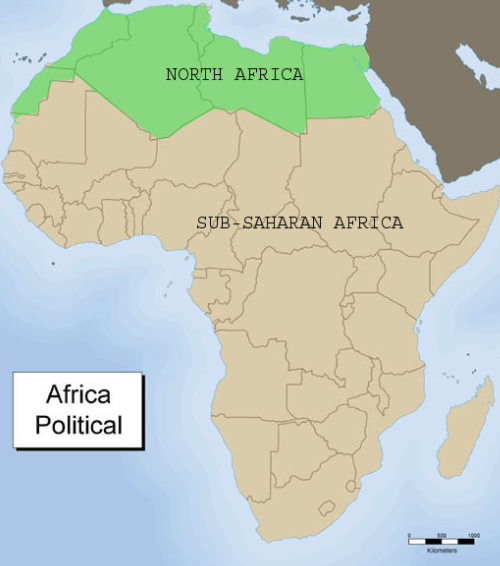 NORTH AFRICA
SUB-SAHARAN AFRICA
Africa
Political
0 500 1000
Kilometers